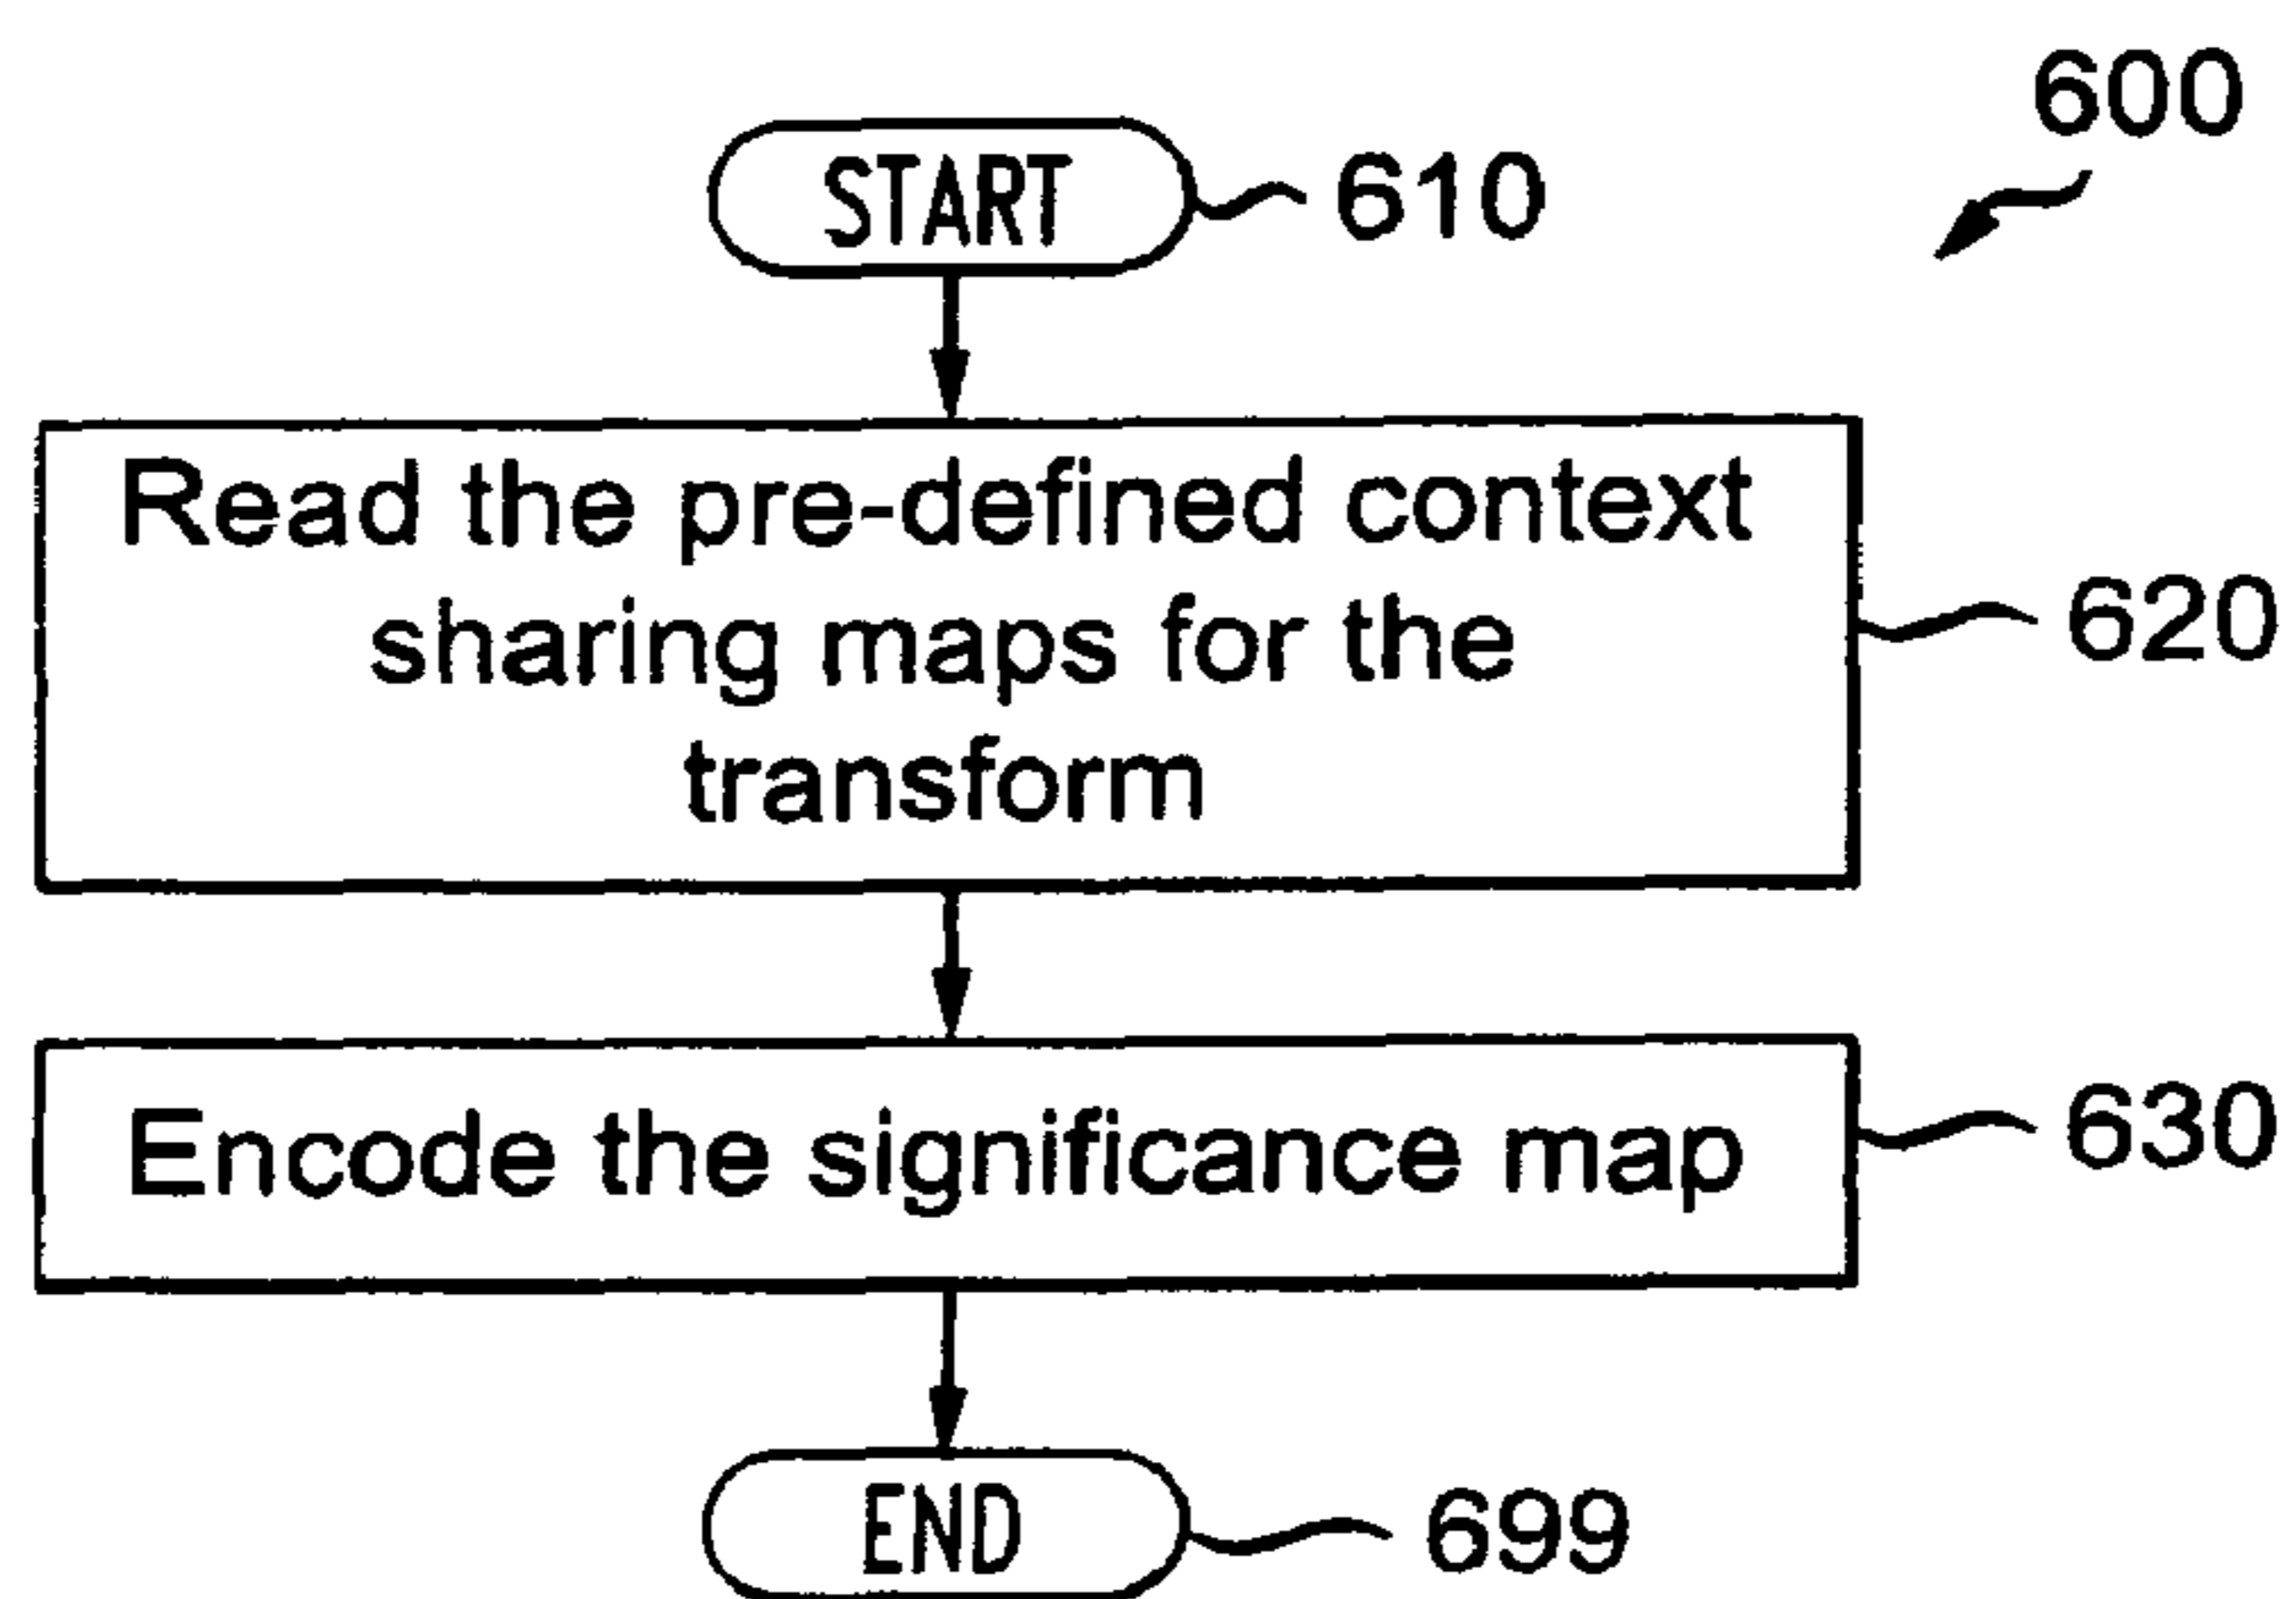 600
START 610
Read the pre-defined context
sharing maps for the
transform
620
Encode the significance map 630
END 699